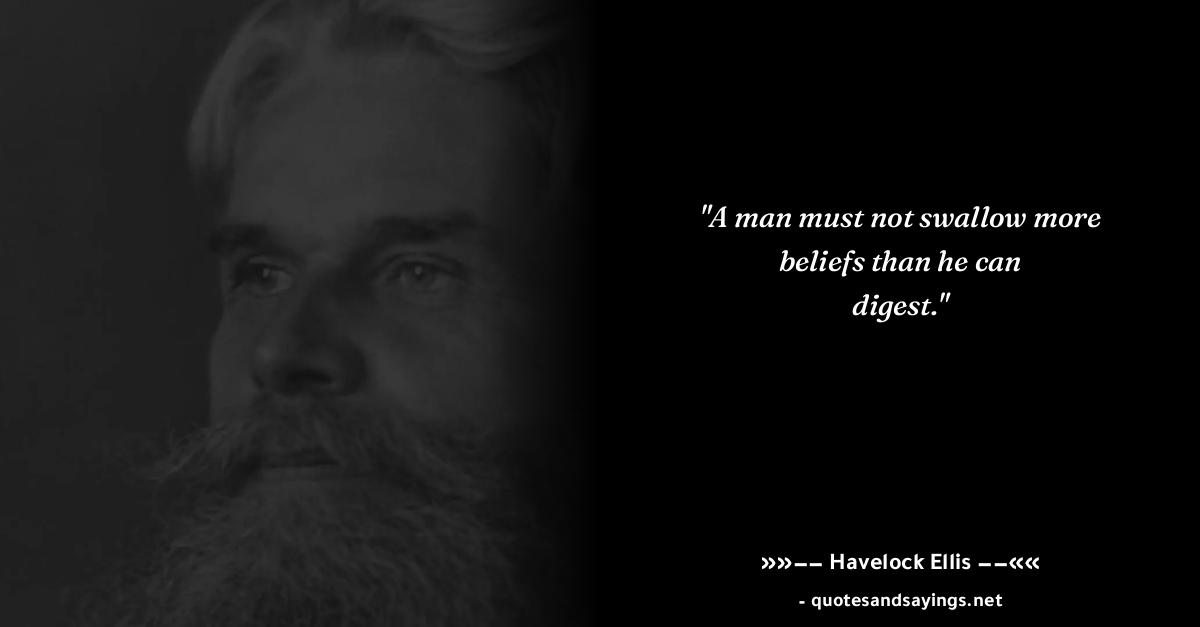 "A man must not swallow more
beliefs than he can
digest."
»»–– Havelock Ellis ––««
- quotesandsayings.net